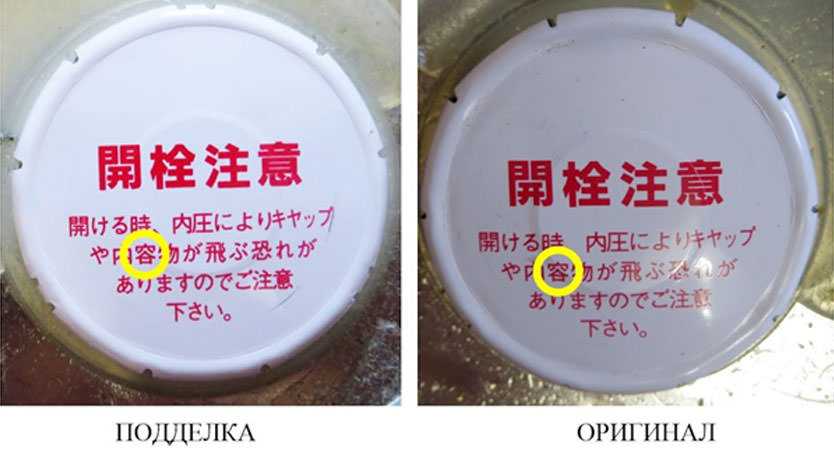 開栓注意
開ける時、内圧によりキャップ
や内容物が飛ぶ恐れが
ありますのでご注意
下さい。
開栓注意
開ける時、内圧によりキャップ
や内容物が飛ぶ恐れが
ありますのでご注意
下さい。
ПОДДЕЛКА
ОРИГИНАЛ